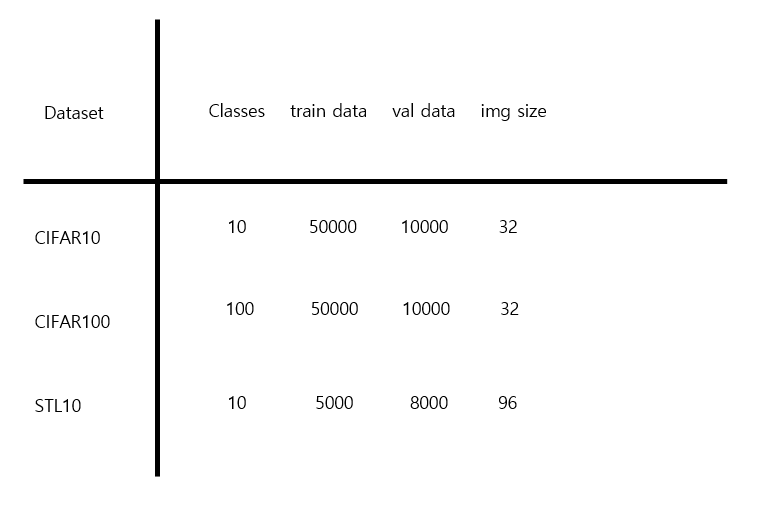 Dataset Classes train data val data img size
CIFAR10 10 50000 10000 32
CIFAR100 100 50000 10000 32
STL10 10 5000 8000 96